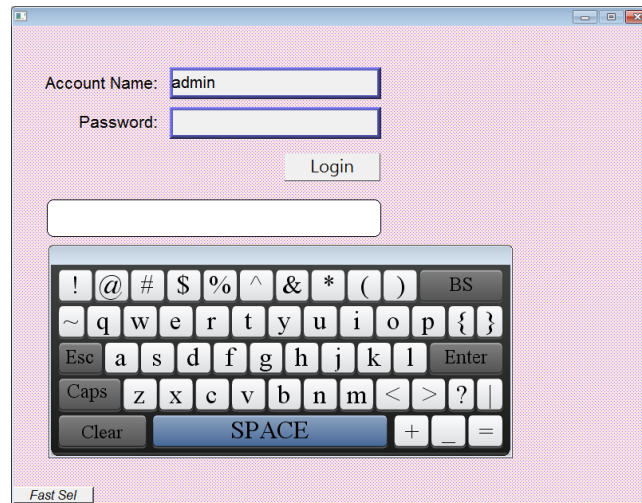 Account Name: admin
Password:
Login
! @ # $ % ^ & * ( ) BS
~ q w e r t y u i o p { }
Esc a s d f g h j k l Enter
Caps z x c v b n m < > ? |
Clear SPACE + _ =
Fast Sel